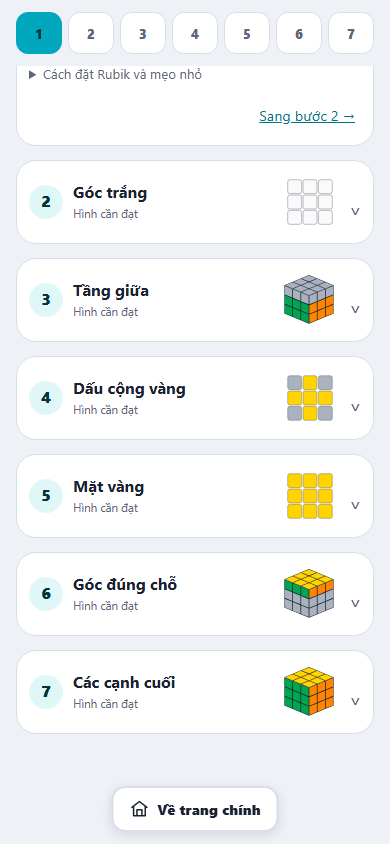 1 2 3 4 5 6 7
▶ Cách đặt Rubik và mẹo nhỏ
Sang bước 2 →
2
Góc trắng
Hình cần đạt
3
Tầng giữa
Hình cần đạt
4
Dấu cộng vàng
Hình cần đạt
5
Mặt vàng
Hình cần đạt
6
Góc đúng chỗ
Hình cần đạt
7
Các cạnh cuối
Hình cần đạt
Về trang chính